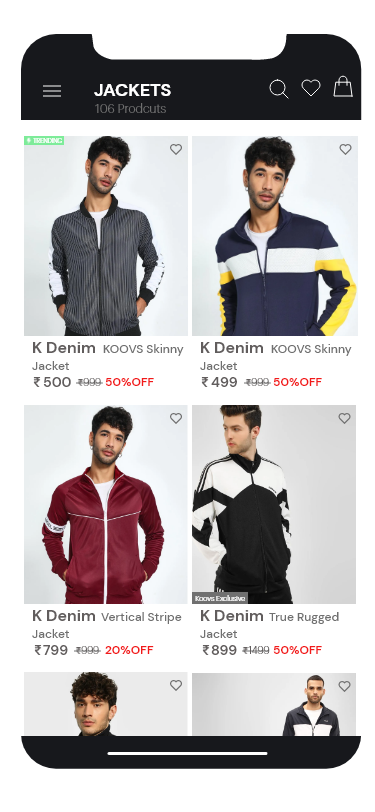 JACKETS
106 Prodcuts
TRENDING
K Denim KOOVS Skinny
Jacket
₹ 500 ₹999 50%OFF
K Denim KOOVS Skinny
Jacket
₹ 499 ₹999 50%OFF
Koovs Exclusive
K Denim Vertical Stripe
Jacket
₹799 ₹999 20%OFF
K Denim True Rugged
Jacket
₹899 ₹1499 50%OFF